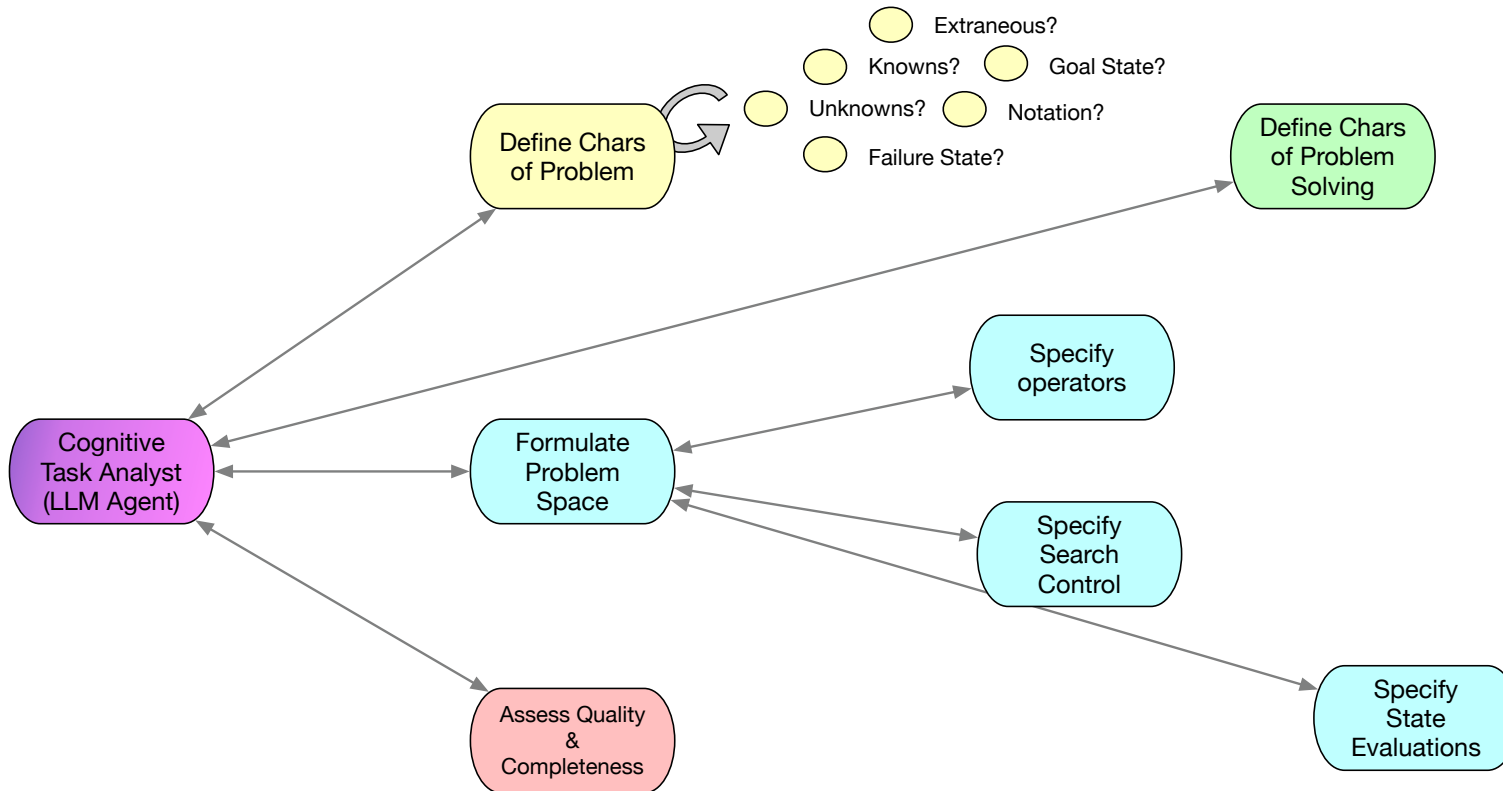 Extraneous?
Knowns?
Goal State?
Unknowns?
Notation?
Failure State?
Define Chars
of Problem
Define Chars
of Problem
Solving
Specify
operators
Cognitive
Task Analyst
(LLM Agent)
Formulate
Problem
Space
Specify
Search
Control
Assess Quality
&
Completeness
Specify
State
Evaluations